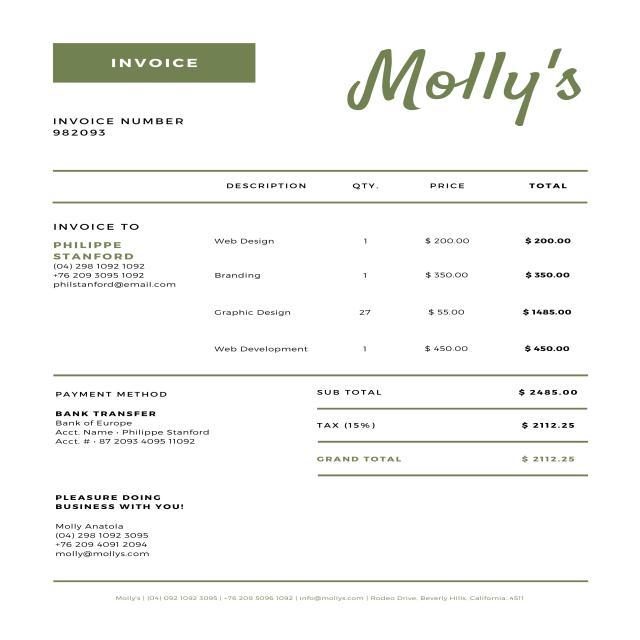 INVOICE
Molly's
INVOICE NUMBER
982093
DESCRIPTION QTY. PRICE TOTAL
INVOICE TO
PHILIPPE
STANFORD
(04) 298 1092 1092
+76 209 3095 1092
philstanford@email.com
Web Design 1 $ 200.00 $ 200.00
Branding 1 $ 350.00 $ 350.00
Graphic Design 27 $ 55.00 $ 1485.00
Web Development 1 $ 450.00 $ 450.00
PAYMENT METHOD
BANK TRANSFER
Bank of Europe
Acct. Name • Philippe Stanford
Acct. # • 87 2093 4095 11092
SUB TOTAL $ 2485.00
TAX (15%) $ 2112.25
GRAND TOTAL $ 2112.25
PLEASURE DOING
BUSINESS WITH YOU!
Molly Anatola
(04) 298 1092 3095
+76 209 4091 2094
molly@mollys.com
Molly's | (04) 092 1092 3095 | +76 209 5096 1092 | info@mollys.com | Rodeo Drive, Beverly Hills, California, 4511